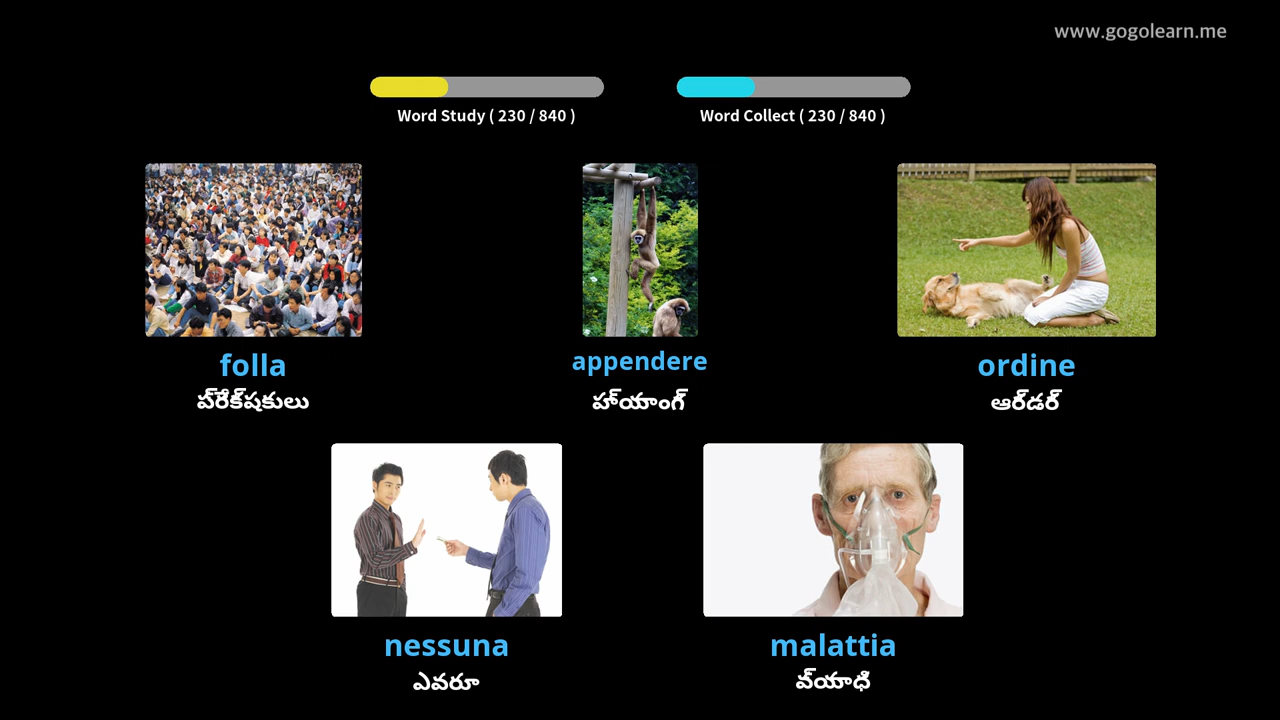 www.gogolearn.me
Word Study ( 230 / 840 )
Word Collect ( 230 / 840 )
folla
appendere
ordine
ప్రేక్షకులు
హ్యాంగ్
ఆర్డర్
nessuna
malattia
ఎవరూ
వ్యాధి